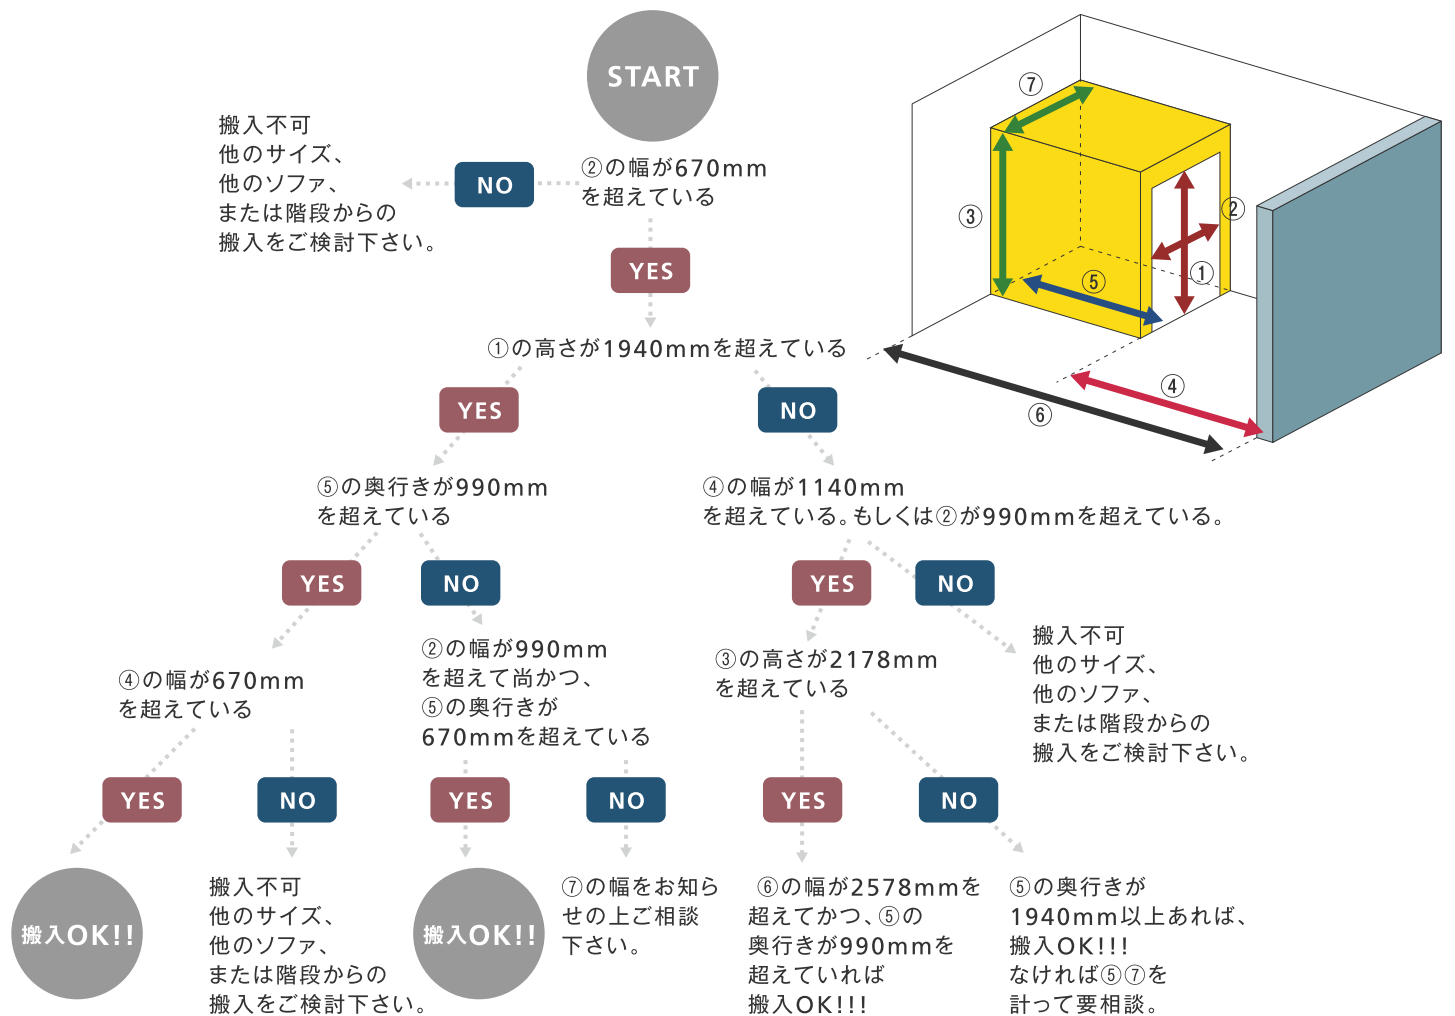 START
②の幅が670mm
を超えている
NO
搬入不可
他のサイズ、
他のソファ、
または階段からの
搬入をご検討下さい。
YES
①の高さが1940mmを超えている
YES
NO
⑤の奥行きが990mm
を超えている
④の幅が1140mm
を超えている。もしくは②が990mmを超えている。
YES
NO
YES
NO
④の幅が670mm
を超えている
②の幅が990mm
を超えて尚かつ、
⑤の奥行きが
670mmを超えている
③の高さが2178mm
を超えている
搬入不可
他のサイズ、
他のソファ、
または階段からの
搬入をご検討下さい。
YES
NO
YES
NO
YES
NO
搬入OK!!
搬入不可
他のサイズ、
他のソファ、
または階段からの
搬入をご検討下さい。
搬入OK!!
⑦の幅をお知ら
せの上ご相談
下さい。
⑥の幅が2578mmを
超えてかつ、⑤の
奥行きが990mmを
超えていれば
搬入OK!!!
⑤の奥行きが
1940mm以上あれば、
搬入OK!!!
なければ⑤⑦を
計って要相談。
⑦
③
②
①
⑤
④
⑥